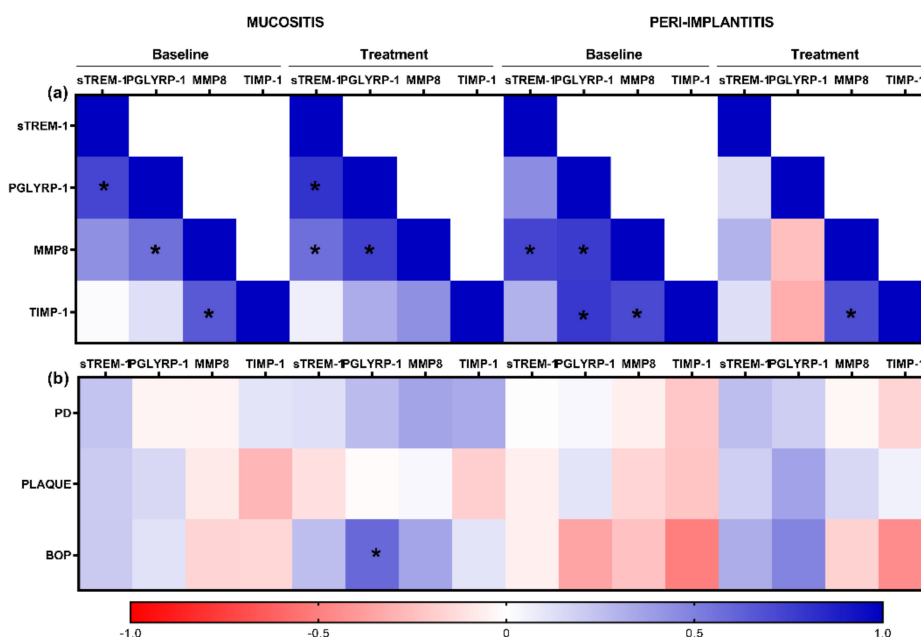 MUCOSITIS PERI-IMPLANTITIS
Baseline Treatment Baseline Treatment
sTREM-1 PGLYRP-1 MMP8 TIMP-1 sTREM-1 PGLYRP-1 MMP8 TIMP-1 sTREM-1 PGLYRP-1 MMP8 TIMP-1 sTREM-1 PGLYRP-1 MMP8 TIMP-1
(a)
sTREM-1
PGLYRP-1 * *
MMP8 * * * * *
TIMP-1 * * * *
sTREM-1 PGLYRP-1 MMP8 TIMP-1 sTREM-1 PGLYRP-1 MMP8 TIMP-1 sTREM-1 PGLYRP-1 MMP8 TIMP-1 sTREM-1 PGLYRP-1 MMP8 TIMP-1
(b)
PD
PLAQUE
BOP *
-1.0 -0.5 0 0.5 1.0